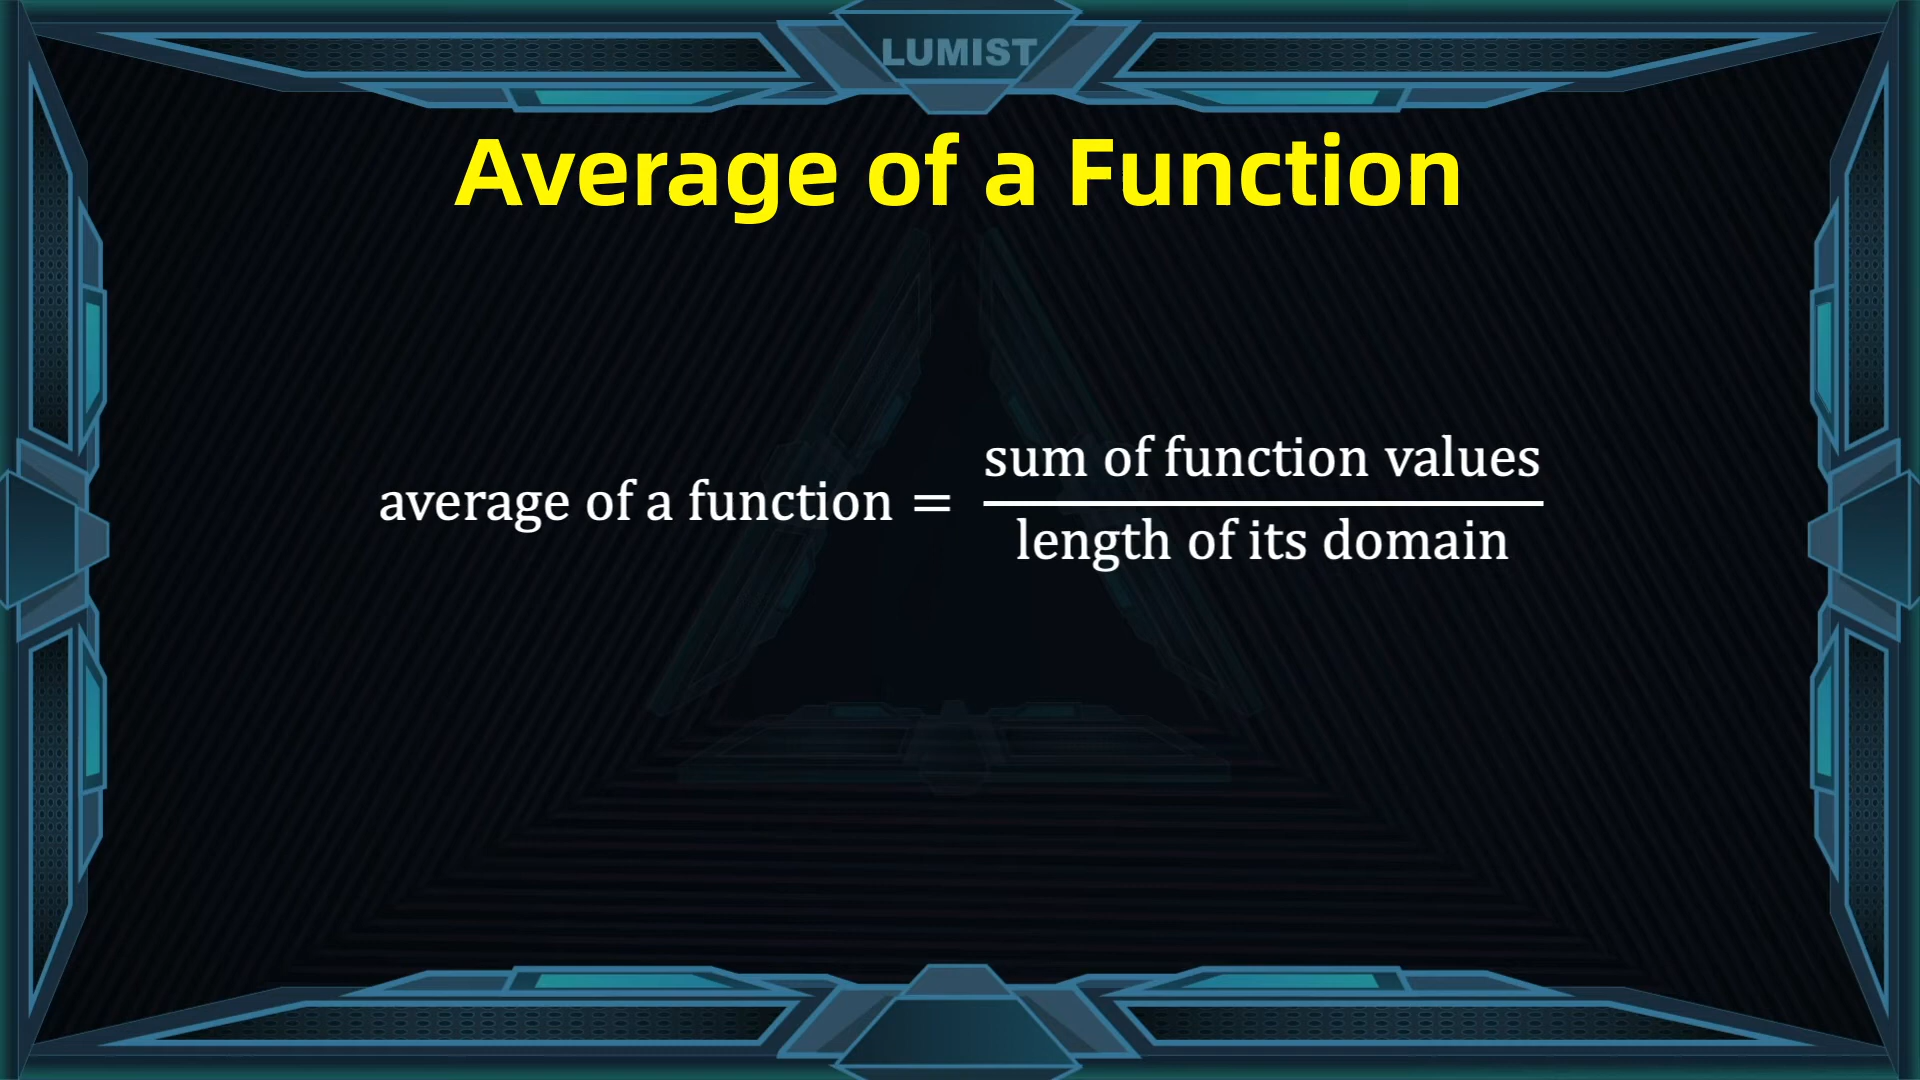 LUMIST
Average of a Function
average of a function = sum of function values / length of its domain